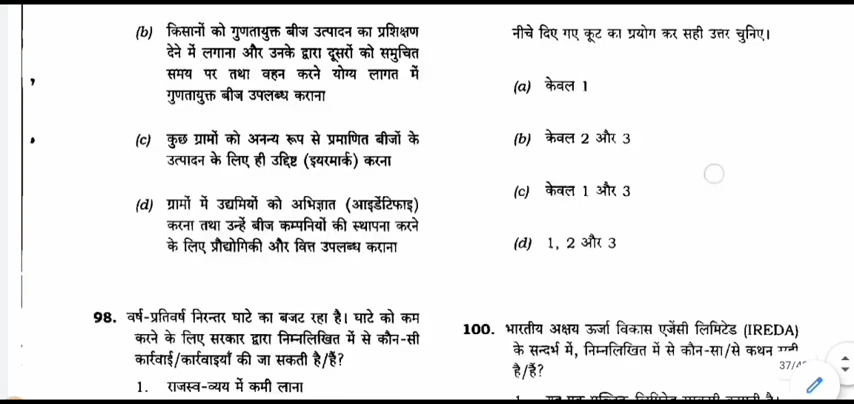 (b) किसानों को गुणतायुक्त बीज उत्पादन का प्रशिक्षण
देने में लगाना और उनके द्वारा दूसरों को समुचित
समय पर तथा वहन करने योग्य लागत में
गुणतायुक्त बीज उपलब्ध कराना
(c) कुछ ग्रामों को अनन्य रूप से प्रमाणित बीजों के
उत्पादन के लिए ही उद्दिष्ट (इयरमार्क) करना
(d) ग्रामों में उद्यमियों को अभिज्ञात (आइडेंटिफाइ)
करना तथा उन्हें बीज कम्पनियों की स्थापना करने
के लिए प्रौद्योगिकी और वित्त उपलब्ध कराना
98. वर्ष-प्रतिवर्ष निरन्तर घाटे का बजट रहा है। घाटे को कम
करने के लिए सरकार द्वारा निम्नलिखित में से कौन-सी
कार्रवाई/कार्रवाइयाँ की जा सकती है/हैं?
1. राजस्व-व्यय में कमी लाना
नीचे दिए गए कूट का प्रयोग कर सही उत्तर चुनिए।
(a) केवल 1
(b) केवल 2 और 3
(c) केवल 1 और 3
(d) 1, 2 और 3
100. भारतीय अक्षय ऊर्जा विकास एजेंसी लिमिटेड (IREDA)
के सन्दर्भ में, निम्नलिखित में से कौन-सा/से कथन
है/हैं?